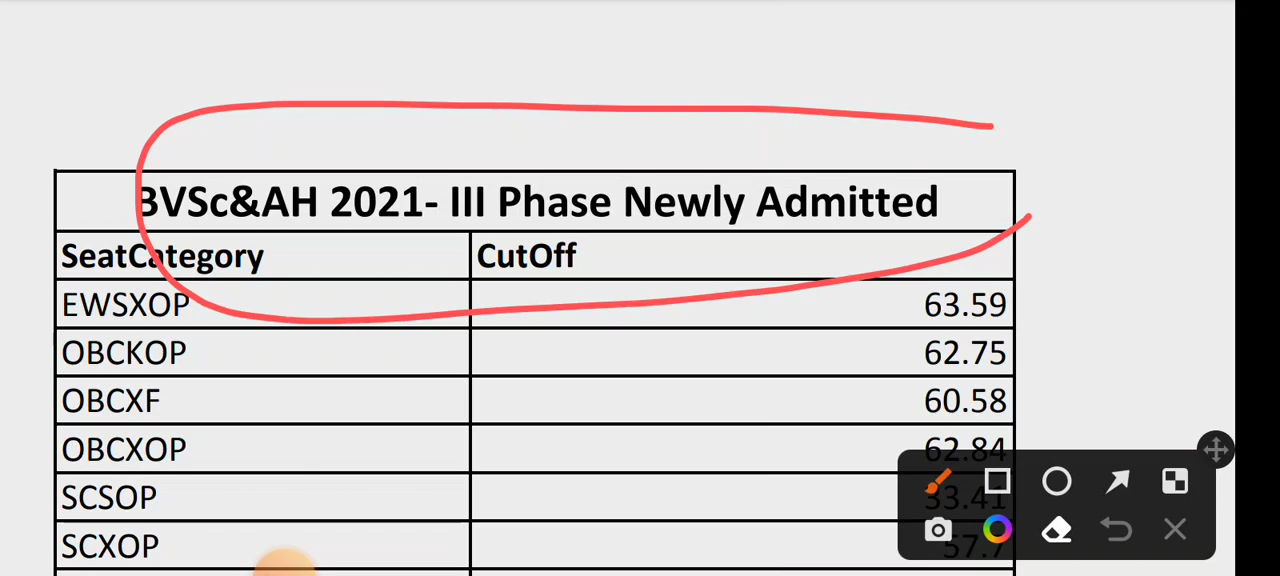 BVSc&AH 2021- III Phase Newly Admitted
SeatCategory CutOff
EWSXOP 63.59
OBCKOP 62.75
OBCXF 60.58
OBCXOP 62.84
SCSOP 33.41
SCXOP 57.7